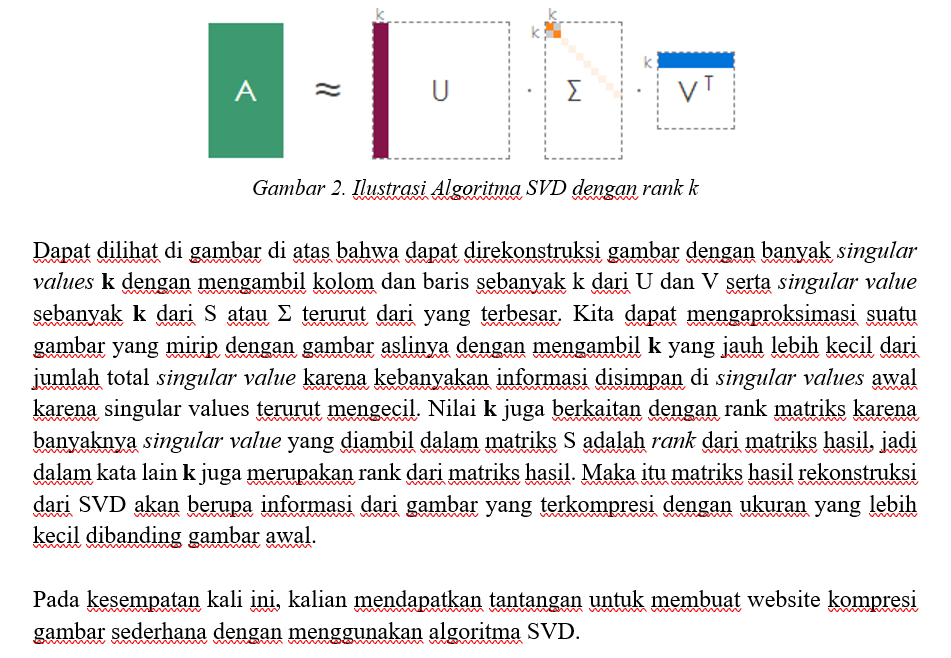 k k
k k
A ≈ U · Σ · V^T
Gambar 2. Ilustrasi Algoritma SVD dengan rank k
Dapat dilihat di gambar di atas bahwa dapat direkonstruksi gambar dengan banyak singular
values k dengan mengambil kolom dan baris sebanyak k dari U dan V serta singular value
sebanyak k dari S atau Σ terurut dari yang terbesar. Kita dapat mengaproksimasi suatu
gambar yang mirip dengan gambar aslinya dengan mengambil k yang jauh lebih kecil dari
jumlah total singular value karena kebanyakan informasi disimpan di singular values awal
karena singular values terurut mengecil. Nilai k juga berkaitan dengan rank matriks karena
banyaknya singular value yang diambil dalam matriks S adalah rank dari matriks hasil, jadi
dalam kata lain k juga merupakan rank dari matriks hasil. Maka itu matriks hasil rekonstruksi
dari SVD akan berupa informasi dari gambar yang terkompresi dengan ukuran yang lebih
kecil dibanding gambar awal.
Pada kesempatan kali ini, kalian mendapatkan tantangan untuk membuat website kompresi
gambar sederhana dengan menggunakan algoritma SVD.